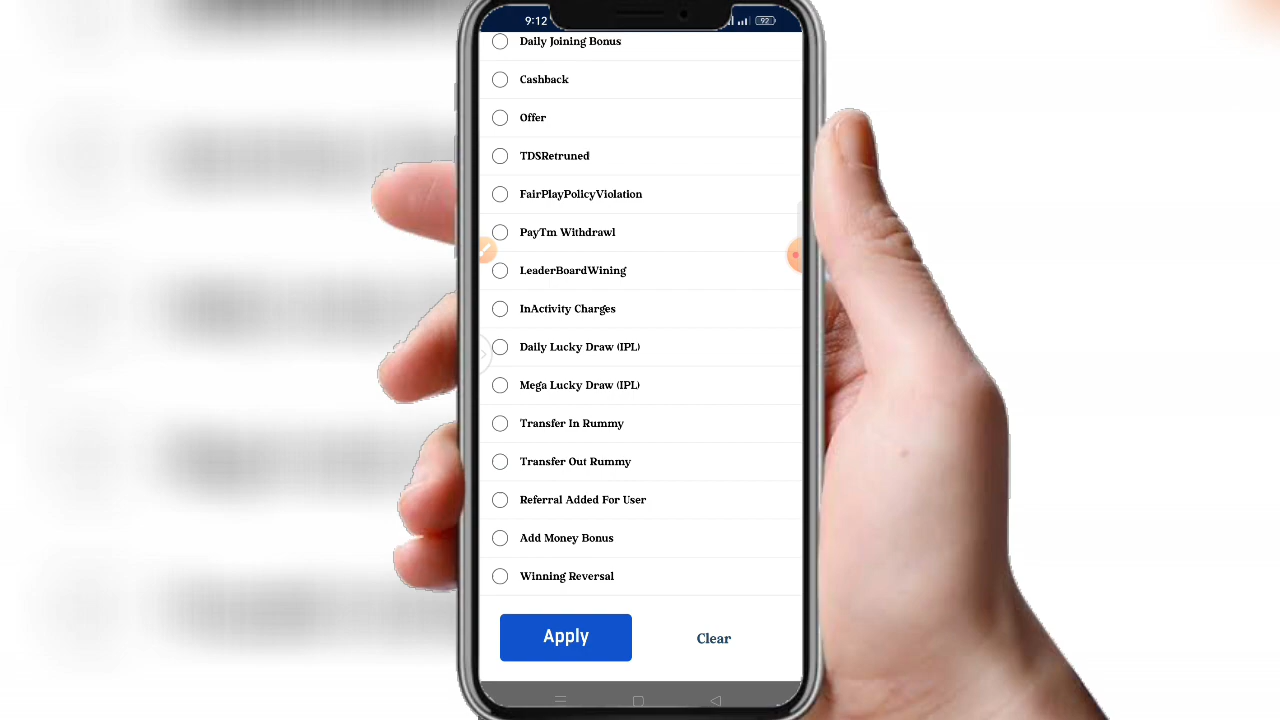 9:12
92
Daily Joining Bonus
Cashback
Offer
TDSRetruned
FairPlayPolicyViolation
PayTm Withdrawl
LeaderBoardWining
InActivity Charges
Daily Lucky Draw (IPL)
Mega Lucky Draw (IPL)
Transfer In Rummy
Transfer Out Rummy
Referral Added For User
Add Money Bonus
Winning Reversal
Apply
Clear